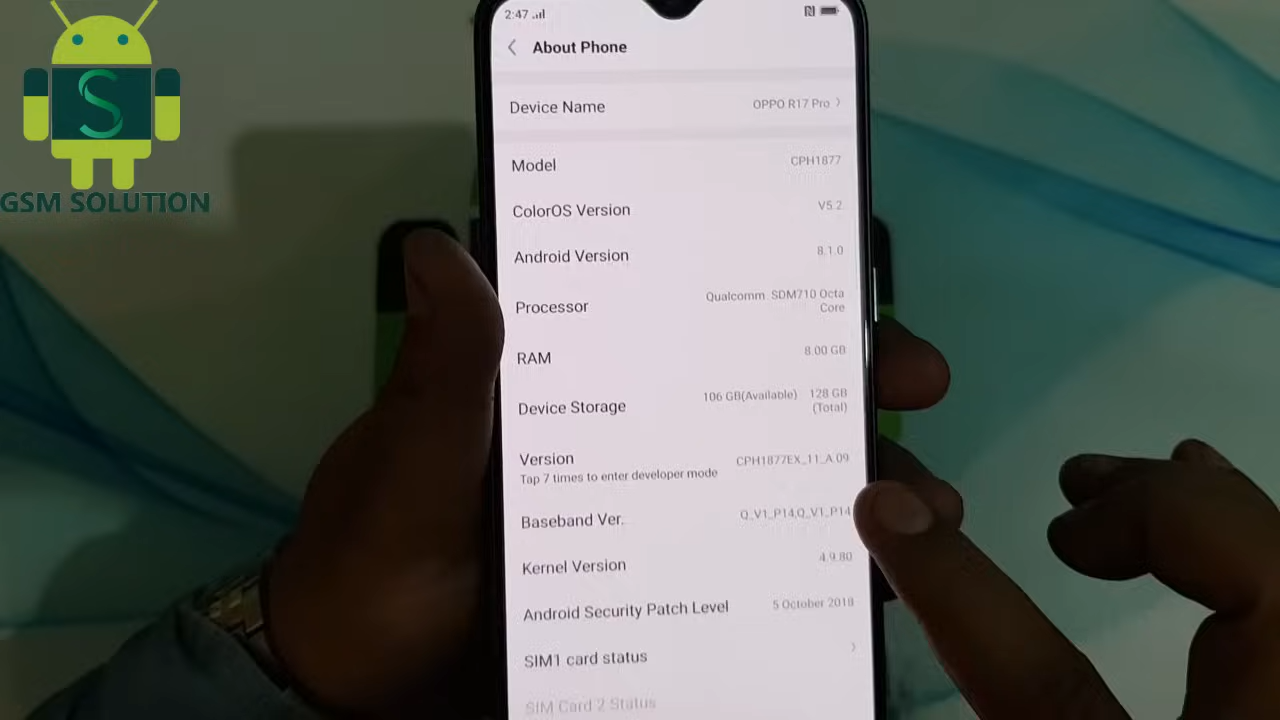 2:47
About Phone
Device Name OPPO R17 Pro
Model CPH1877
ColorOS Version V5.2
Android Version 8.1.0
Processor Qualcomm SDM710 Octa
Core
RAM 8.00 GB
Device Storage 106 GB(Available) 128 GB
(Total)
Version CPH1877EX_11_A.09
Tap 7 times to enter developer mode
Baseband Ver.. Q_V1_P14,Q_V1_P14
Kernel Version 4.9.80
Android Security Patch Level 5 October 2018
SIM1 card status
SIM Card 2 Status
S
GSM SOLUTION